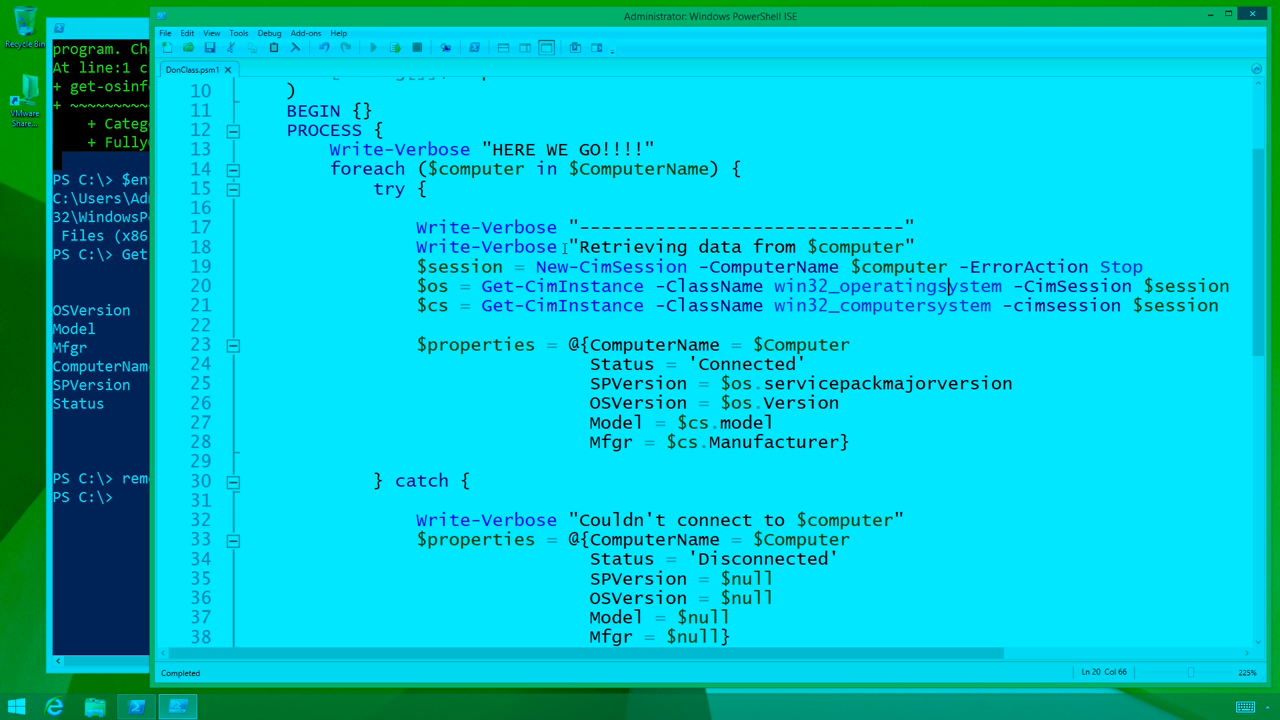 Recycle Bin
VMware
Share...
program. Ch
At line:1 c
+ get-osinf
+ ~~~~~~~~~
+ Categ
+ Fully
PS C:\> $en
C:\Users\Ad
32\WindowsPo
Files (x86
PS C:\> Get
OSVersion
Model
Mfgr
ComputerNam
SPVersion
Status
PS C:\> rem
PS C:\>
Administrator: Windows PowerShell ISE
File Edit View Tools Debug Add-ons Help
DonClass.psm1
10 )
11 BEGIN {}
12 PROCESS {
13 Write-Verbose "HERE WE GO!!!!"
14 foreach ($computer in $ComputerName) {
15 try {
16
17 Write-Verbose "------------------------------"
18 Write-Verbose "Retrieving data from $computer"
19 $session = New-CimSession -ComputerName $computer -ErrorAction Stop
20 $os = Get-CimInstance -ClassName win32_operatingsystem -CimSession $session
21 $cs = Get-CimInstance -ClassName win32_computersystem -cimsession $session
22
23 $properties = @{ComputerName = $Computer
24 Status = 'Connected'
25 SPVersion = $os.servicepackmajorversion
26 OSVersion = $os.Version
27 Model = $cs.model
28 Mfgr = $cs.Manufacturer}
29
30 } catch {
31
32 Write-Verbose "Couldn't connect to $computer"
33 $properties = @{ComputerName = $Computer
34 Status = 'Disconnected'
35 SPVersion = $null
36 OSVersion = $null
37 Model = $null
38 Mfgr = $null}
Completed
Ln 20 Col 66
225%